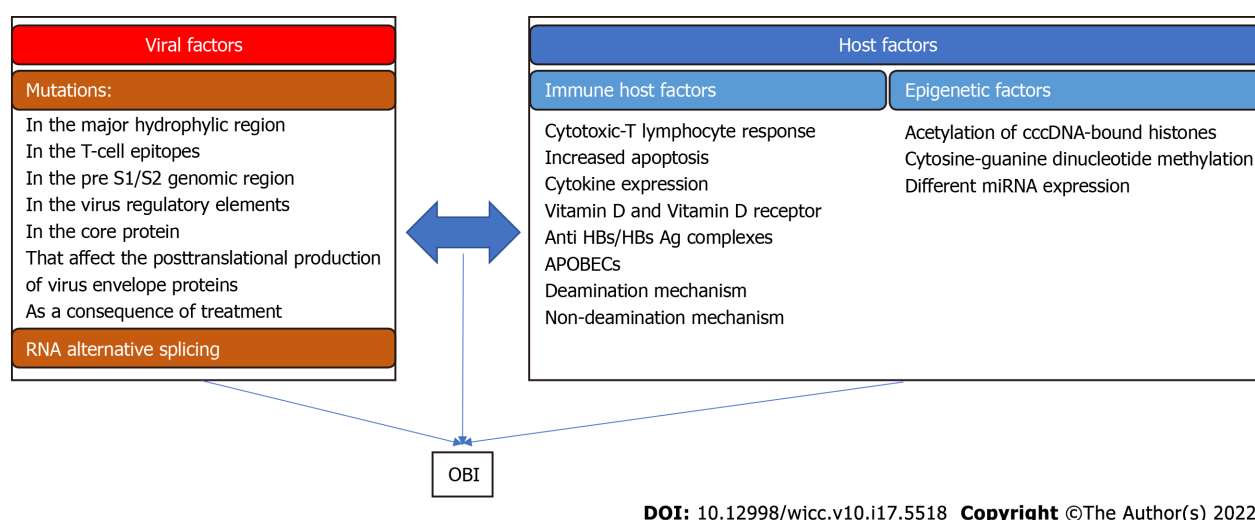 Viral factors
Mutations:
In the major hydrophylic region
In the T-cell epitopes
In the pre S1/S2 genomic region
In the virus regulatory elements
In the core protein
That affect the posttranslational production
of virus envelope proteins
As a consequence of treatment
RNA alternative splicing
Host factors
Immune host factors
Cytotoxic-T lymphocyte response
Increased apoptosis
Cytokine expression
Vitamin D and Vitamin D receptor
Anti HBs/HBs Ag complexes
APOBECs
Deamination mechanism
Non-deamination mechanism
Epigenetic factors
Acetylation of cccDNA-bound histones
Cytosine-guanine dinucleotide methylation
Different miRNA expression
OBI
DOI: 10.12998/wjcc.v10.i17.5518 Copyright ©The Author(s) 2022